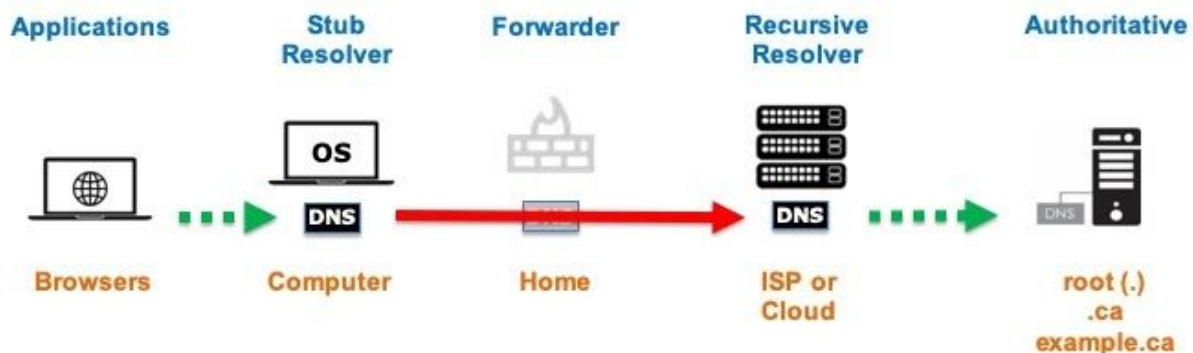 Applications
Stub
Resolver
Forwarder
Recursive
Resolver
Authoritative
OS
DNS
DNS
DNS
Browsers
Computer
Home
ISP or
Cloud
root (.)
.ca
example.ca